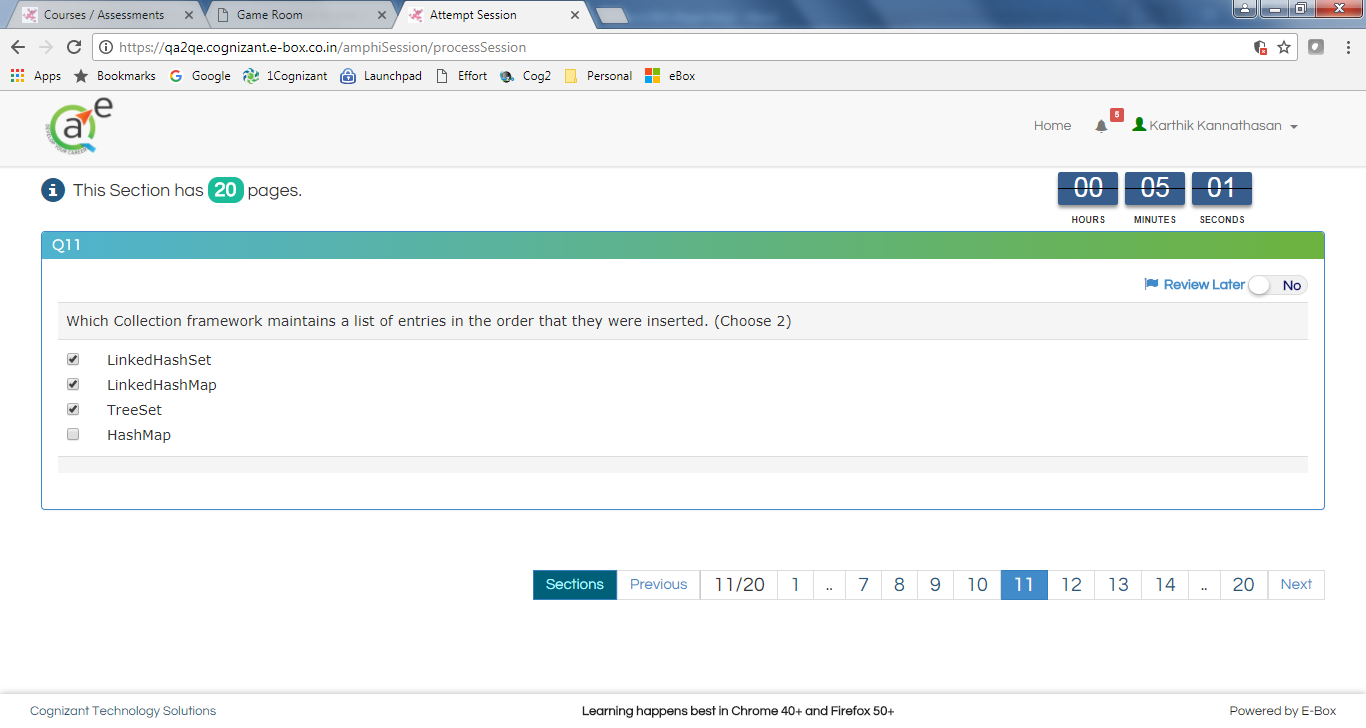 Courses / Assessments
Game Room
Attempt Session
https://qa2qe.cognizant.e-box.co.in/amphiSession/processSession
Apps Bookmarks Google 1Cognizant Launchpad Effort Cog2 Personal eBox
a e
DEVELOP YOUR CAREER
Home 5 Karthik Kannathasan
This Section has 20 pages.
00 05 01
HOURS MINUTES SECONDS
Q11
Review Later No
Which Collection framework maintains a list of entries in the order that they were inserted. (Choose 2)
LinkedHashSet
LinkedHashMap
TreeSet
HashMap
Sections Previous 11/20 1 .. 7 8 9 10 11 12 13 14 .. 20 Next
Cognizant Technology Solutions Learning happens best in Chrome 40+ and Firefox 50+ Powered by E-Box